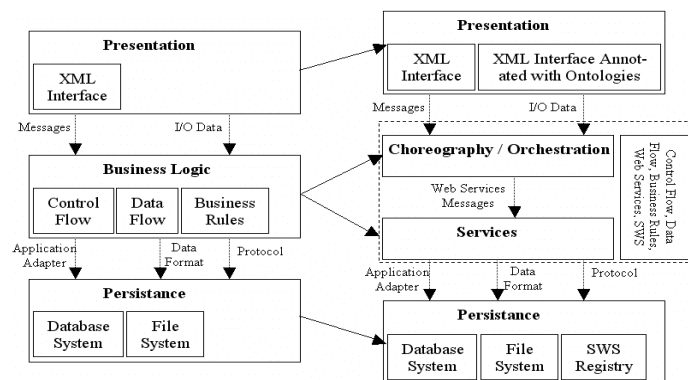 Presentation
XML
Interface
Messages
I/O Data
Business Logic
Control
Flow
Data
Flow
Business
Rules
Application
Adapter
Data
Format
Protocol
Persistance
Database
System
File
System
Presentation
XML
Interface
XML Interface Annot-
ated with Ontologies
Messages
I/O Data
Choreography / Orchestration
Web Services
Messages
Services
Control Flow, Data
Flow, Business Rules,
Web Services, SWS
Application
Adapter
Data
Format
Protocol
Persistance
Database
System
File
System
SWS
Registry